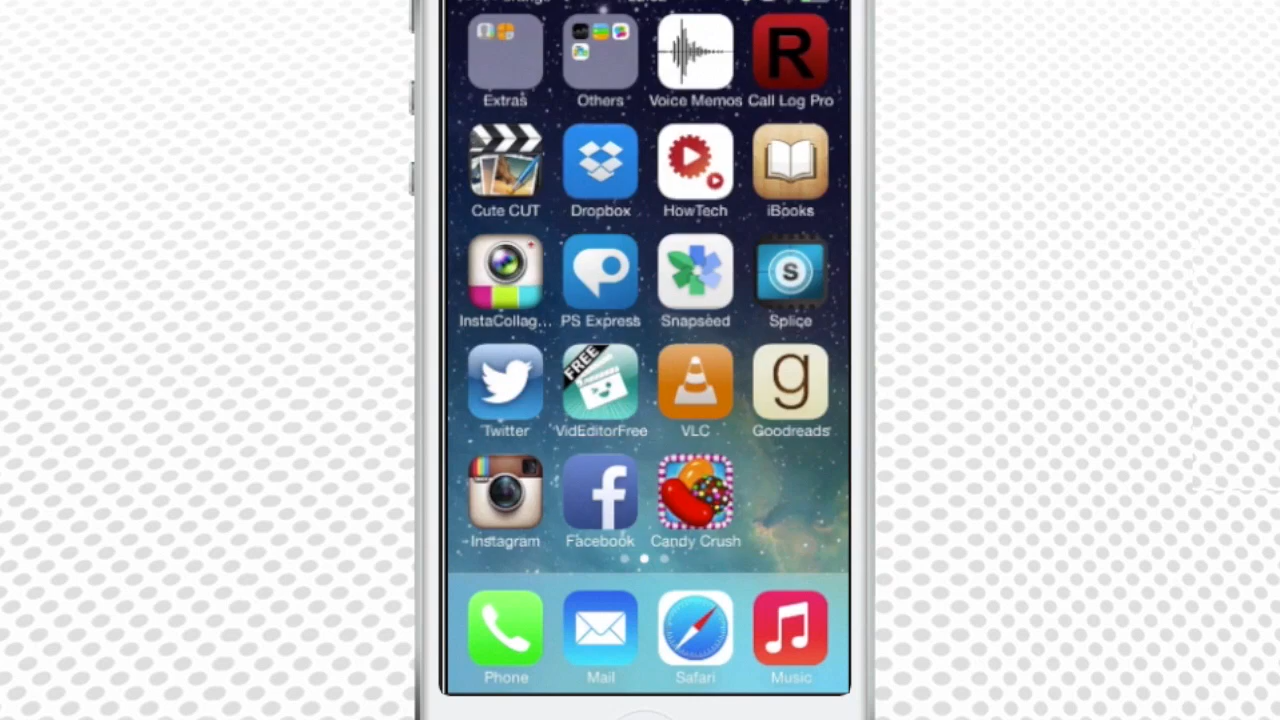 Extras Others Voice Memos Call Log Pro
Cute CUT Dropbox HowTech iBooks
InstaCollag... PS Express Snapseed Splice
FREE
Twitter VidEditorFree VLC Goodreads
Instagram Facebook Candy Crush
Phone Mail Safari Music